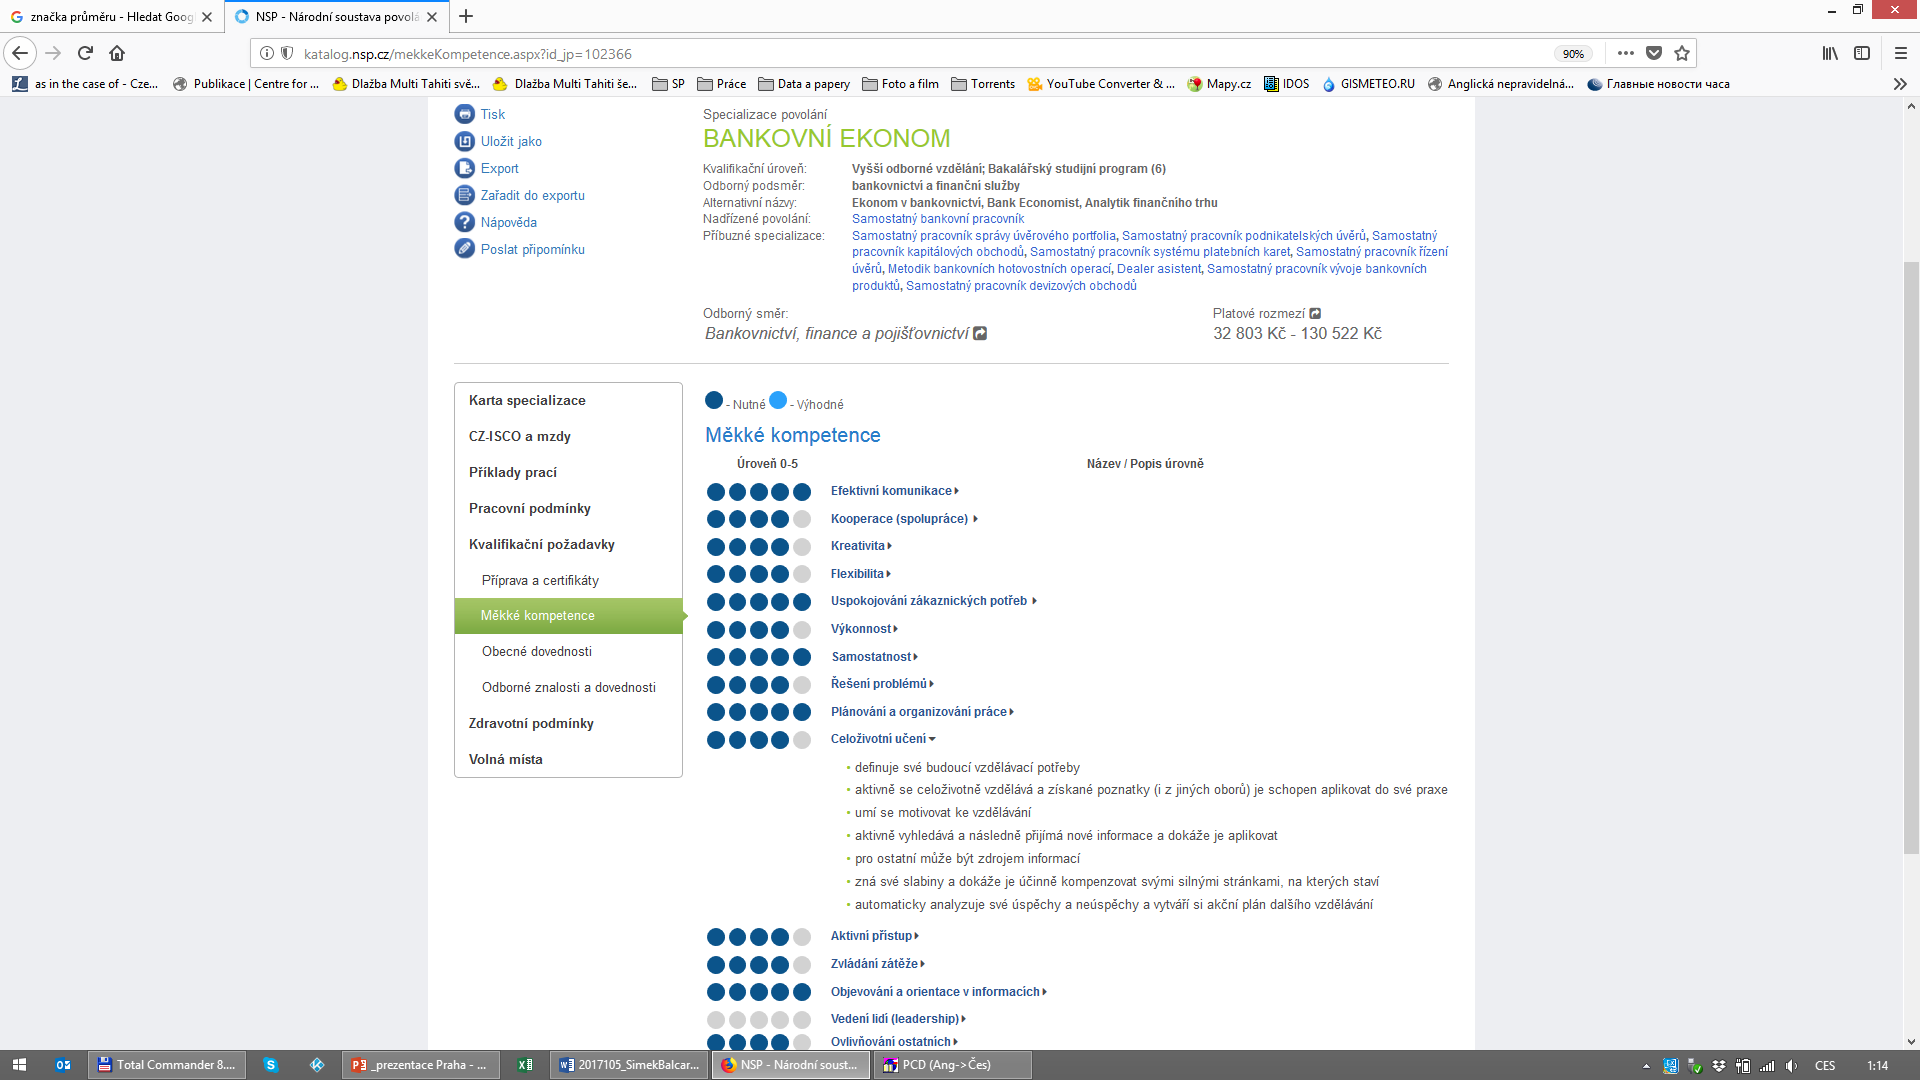 značka průměru - Hledat Goog
NSP - Národní soustava povolá
katalog.nsp.cz/mekkeKompetence.aspx?id_jp=102366
90%
as in the case of - Cze...
Publikace | Centre for ...
Dlažba Multi Tahiti svě...
Dlažba Multi Tahiti še...
SP
Práce
Data a papery
Foto a film
Torrents
YouTube Converter & ...
Mapy.cz
IDOS
GISMETEO.RU
Anglická nepravidelná...
Главные новости часа
Tisk
Uložit jako
Export
Zařadit do exportu
Nápověda
Poslat připomínku
Specializace povolání
BANKOVNÍ EKONOM
Kvalifikační úroveň: Vyšší odborné vzdělání; Bakalářský studijní program (6)
Odborný podsměr: bankovnictví a finanční služby
Alternativní názvy: Ekonom v bankovnictví, Bank Economist, Analytik finančního trhu
Nadřízené povolání: Samostatný bankovní pracovník
Příbuzné specializace: Samostatný pracovník správy úvěrového portfolia, Samostatný pracovník podnikatelských úvěrů, Samostatný
pracovník kapitálových obchodů, Samostatný pracovník systému platebních karet, Samostatný pracovník řízení
úvěrů, Metodik bankovních hotovostních operací, Dealer asistent, Samostatný pracovník vývoje bankovních
produktů, Samostatný pracovník devizových obchodů
Odborný směr:
Bankovnictví, finance a pojišťovnictví
Platové rozmezí
32 803 Kč - 130 522 Kč
Karta specializace
CZ-ISCO a mzdy
Příklady prací
Pracovní podmínky
Kvalifikační požadavky
Příprava a certifikáty
Měkké kompetence
Obecné dovednosti
Odborné znalosti a dovednosti
Zdravotní podmínky
Volná místa
- Nutné - Výhodné
Měkké kompetence
Úroveň 0-5 Název / Popis úrovně
Efektivní komunikace
Kooperace (spolupráce)
Kreativita
Flexibilita
Uspokojování zákaznických potřeb
Výkonnost
Samostatnost
Řešení problémů
Plánování a organizování práce
Celoživotní učení
• definuje své budoucí vzdělávací potřeby
• aktivně se celoživotně vzdělává a získané poznatky (i z jiných oborů) je schopen aplikovat do své praxe
• umí se motivovat ke vzdělávání
• aktivně vyhledává a následně přijímá nové informace a dokáže je aplikovat
• pro ostatní může být zdrojem informací
• zná své slabiny a dokáže je účinně kompenzovat svými silnými stránkami, na kterých staví
• automaticky analyzuje své úspěchy a neúspěchy a vytváří si akční plán dalšího vzdělávání
Aktivní přístup
Zvládání zátěže
Objevování a orientace v informacích
Vedení lidí (leadership)
Ovlivňování ostatních
Total Commander 8....
_prezentace Praha - ...
2017105_SimekBalcar...
NSP - Národní soust...
PCD (Ang->Čes)
CES
1:14